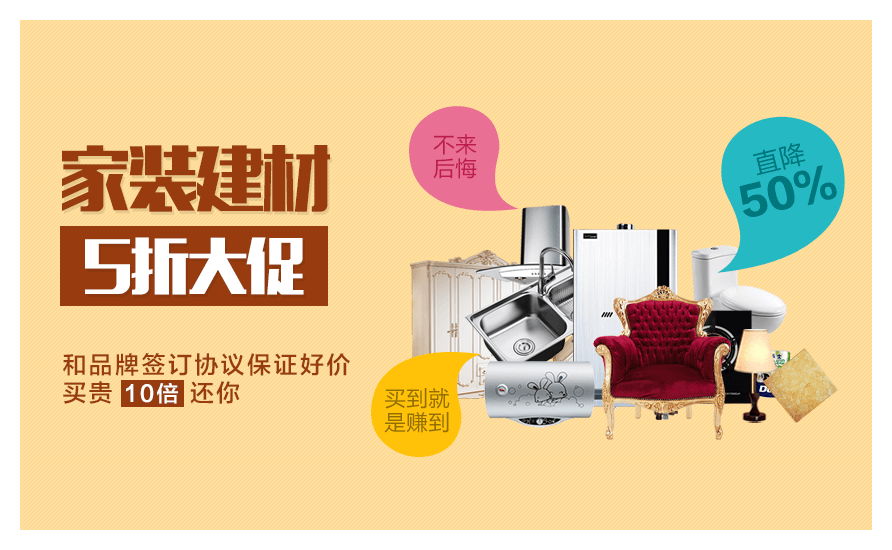 家装建材
5折大促
和品牌签订协议保证好价
买贵 10倍 还你
不来
后悔
直降
50%
买到就
是赚到